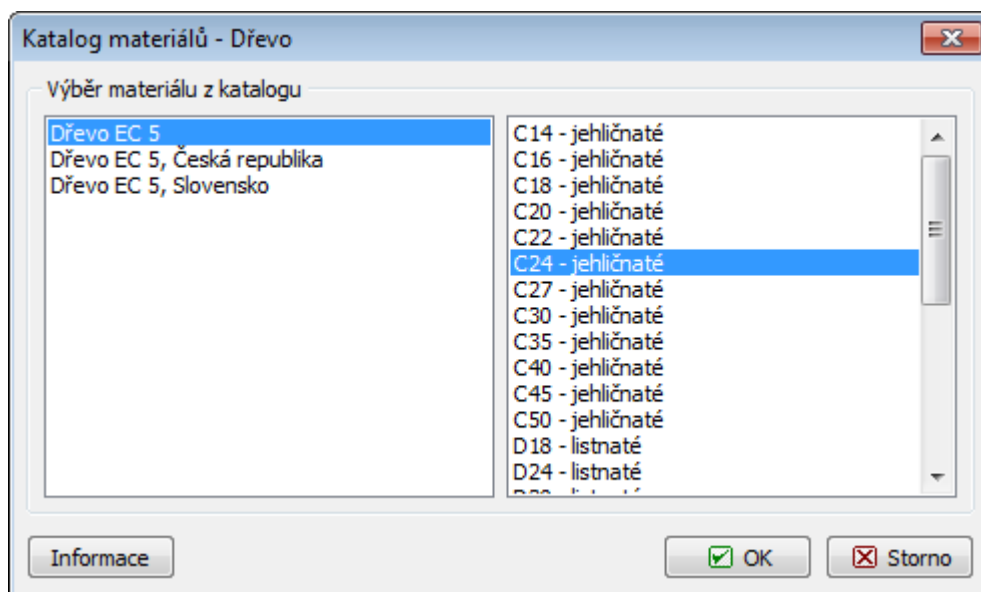 Katalog materiálů - Dřevo
Výběr materiálu z katalogu
Dřevo EC 5
Dřevo EC 5, Česká republika
Dřevo EC 5, Slovensko
C14 - jehličnaté
C16 - jehličnaté
C18 - jehličnaté
C20 - jehličnaté
C22 - jehličnaté
C24 - jehličnaté
C27 - jehličnaté
C30 - jehličnaté
C35 - jehličnaté
C40 - jehličnaté
C45 - jehličnaté
C50 - jehličnaté
D18 - listnaté
D24 - listnaté
Informace
OK
Storno